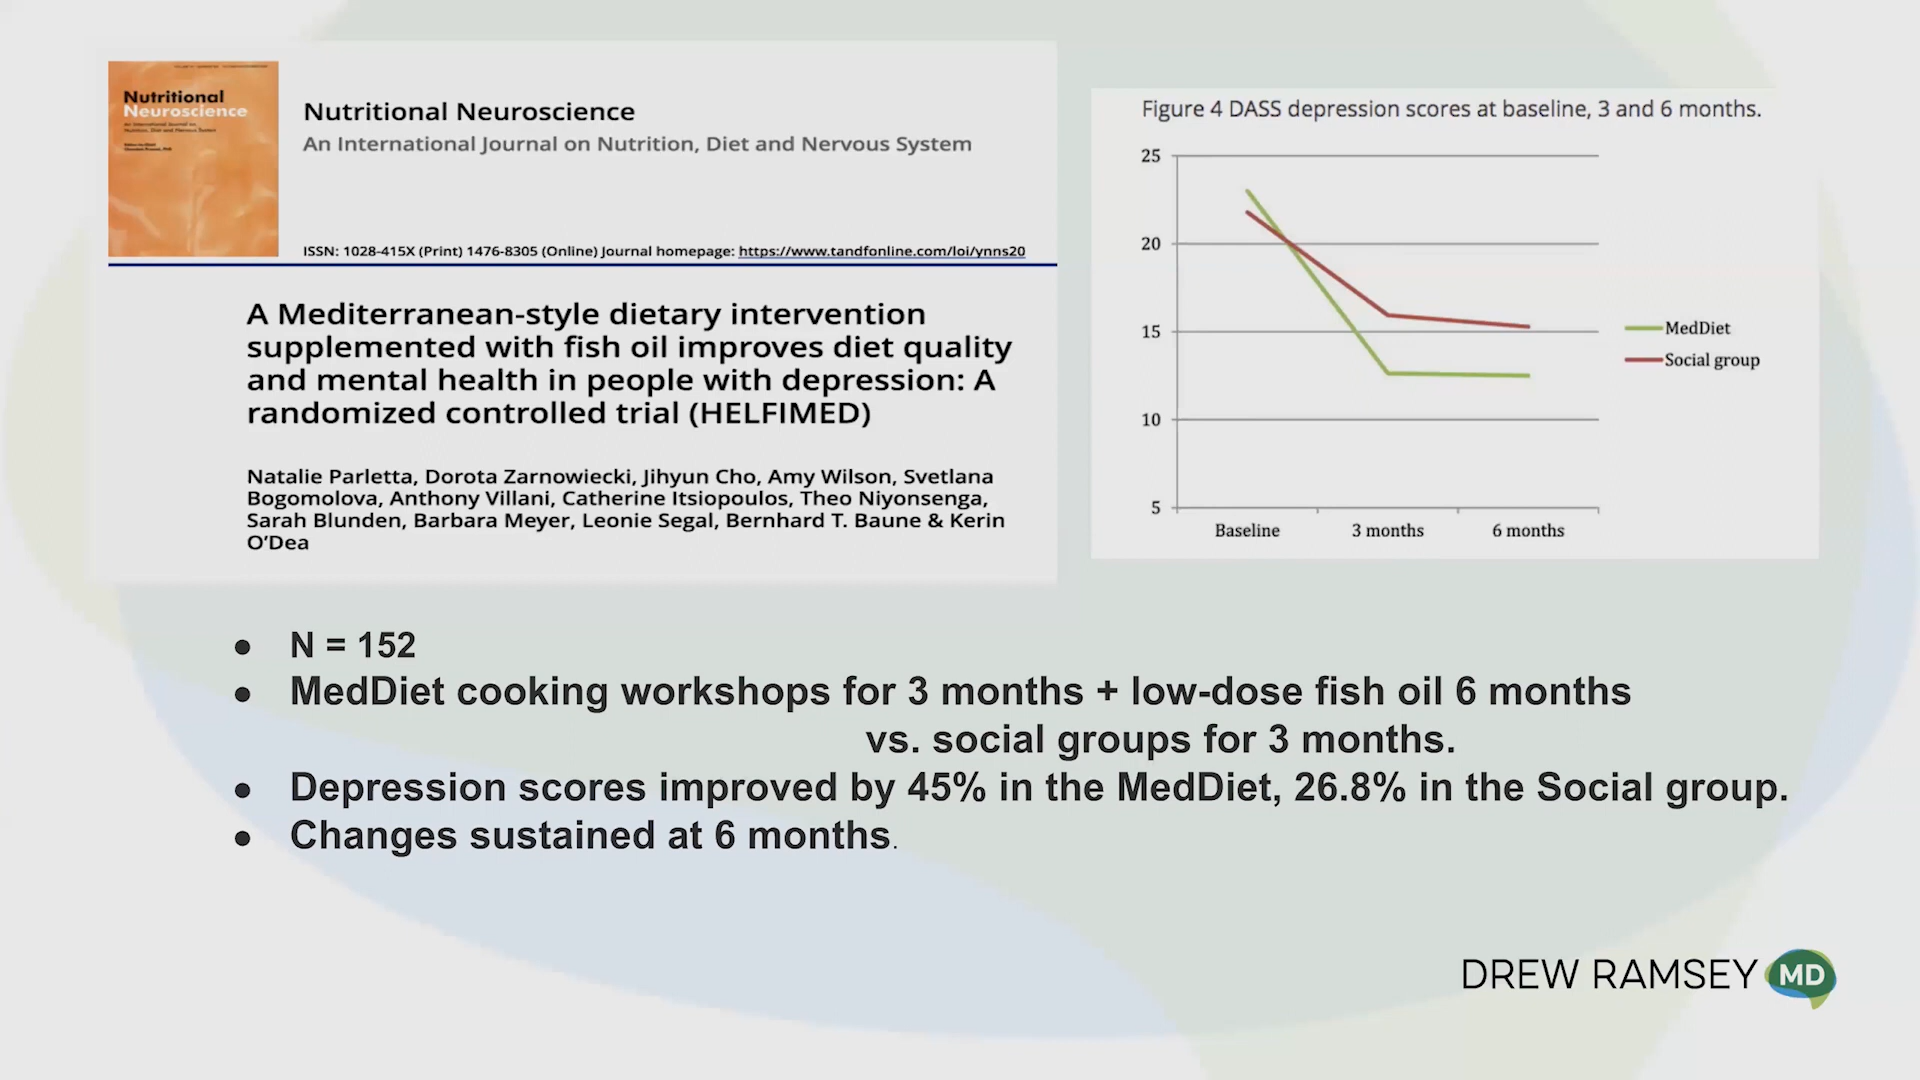 Nutritional
Neuroscience
Nutritional Neuroscience
An International Journal on Nutrition, Diet and Nervous System
ISSN: 1028-415X (Print) 1476-8305 (Online) Journal homepage: https://www.tandfonline.com/loi/ynns20
A Mediterranean-style dietary intervention
supplemented with fish oil improves diet quality
and mental health in people with depression: A
randomized controlled trial (HELFIMED)
Natalie Parletta, Dorota Zarnowiecki, Jihyun Cho, Amy Wilson, Svetlana
Bogomolova, Anthony Villani, Catherine Itsiopoulos, Theo Niyonsenga,
Sarah Blunden, Barbara Meyer, Leonie Segal, Bernhard T. Baune & Kerin
O'Dea
Figure 4 DASS depression scores at baseline, 3 and 6 months.
25
20
15
10
5
Baseline 3 months 6 months
MedDiet
Social group
● N = 152
● MedDiet cooking workshops for 3 months + low-dose fish oil 6 months
vs. social groups for 3 months.
● Depression scores improved by 45% in the MedDiet, 26.8% in the Social group.
● Changes sustained at 6 months.
DREW RAMSEY MD